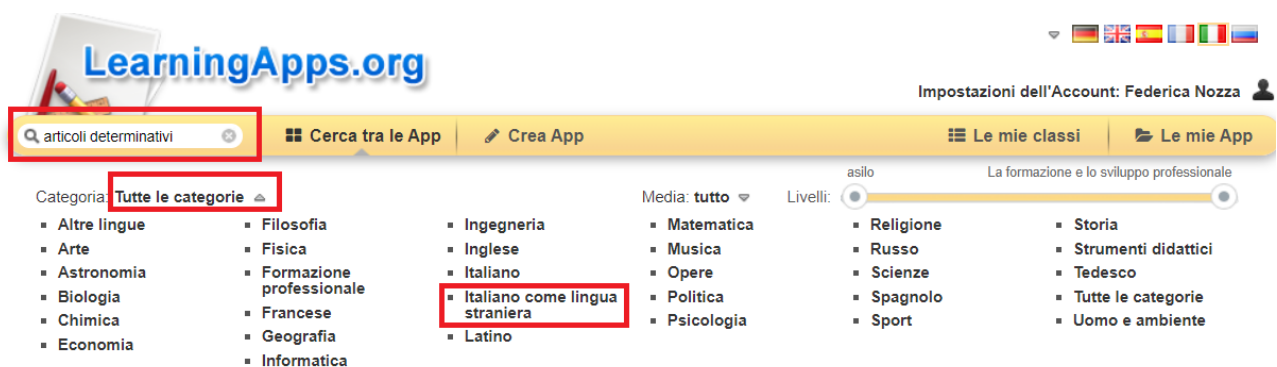 LearningApps.org
Impostazioni dell'Account: Federica Nozza
articoli determinativi
Cerca tra le App
Crea App
Le mie classi
Le mie App
Categoria: Tutte le categorie
Media: tutto
Livelli:
asilo
La formazione e lo sviluppo professionale
Altre lingue
Arte
Astronomia
Biologia
Chimica
Economia
Filosofia
Fisica
Formazione
professionale
Francese
Geografia
Informatica
Ingegneria
Inglese
Italiano
Italiano come lingua
straniera
Latino
Matematica
Musica
Opere
Politica
Psicologia
Religione
Russo
Scienze
Spagnolo
Sport
Storia
Strumenti didattici
Tedesco
Tutte le categorie
Uomo e ambiente